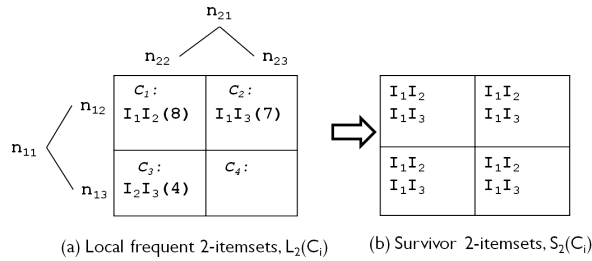 n₂₁
n₂₂ n₂₃
C₁: C₂: I₁I₂ I₁I₂
n₁₂ I₁I₂(8) I₁I₃(7) I₁I₃ I₁I₃
n₁₁
C₃: C₄: I₁I₂ I₁I₂
n₁₃ I₂I₃(4) I₁I₃ I₁I₃
(a) Local frequent 2-itemsets, L₂(Cᵢ) (b) Survivor 2-itemsets, S₂(Cᵢ)